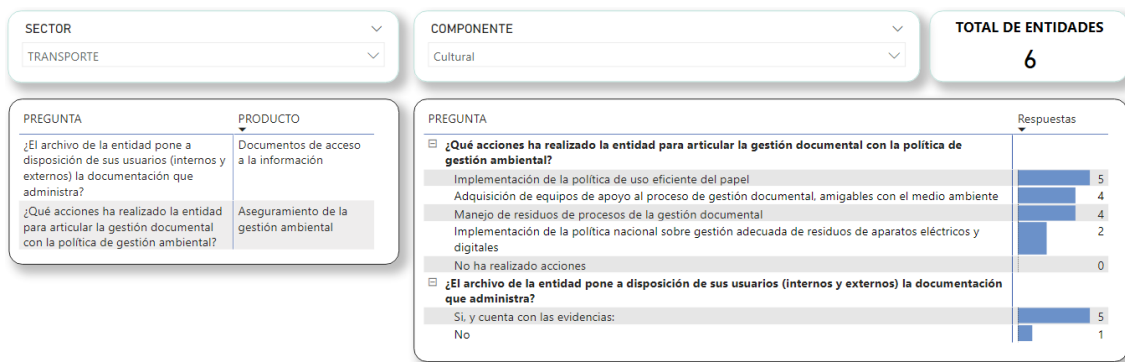 SECTOR
TRANSPORTE
COMPONENTE
Cultural
TOTAL DE ENTIDADES
6
PREGUNTA PRODUCTO
¿El archivo de la entidad pone a Documentos de acceso
disposición de sus usuarios (internos y a la información
externos) la documentación que
administra?
¿Qué acciones ha realizado la entidad Aseguramiento de la
para articular la gestión documental gestión ambiental
con la política de gestión ambiental?
PREGUNTA Respuestas
¿Qué acciones ha realizado la entidad para articular la gestión documental con la política de
gestión ambiental?
Implementación de la política de uso eficiente del papel 5
Adquisición de equipos de apoyo al proceso de gestión documental, amigables con el medio ambiente 4
Manejo de residuos de procesos de la gestión documental 4
Implementación de la política nacional sobre gestión adecuada de residuos de aparatos eléctricos y 2
digitales
No ha realizado acciones 0
¿El archivo de la entidad pone a disposición de sus usuarios (internos y externos) la documentación
que administra?
Si, y cuenta con las evidencias: 5
No 1